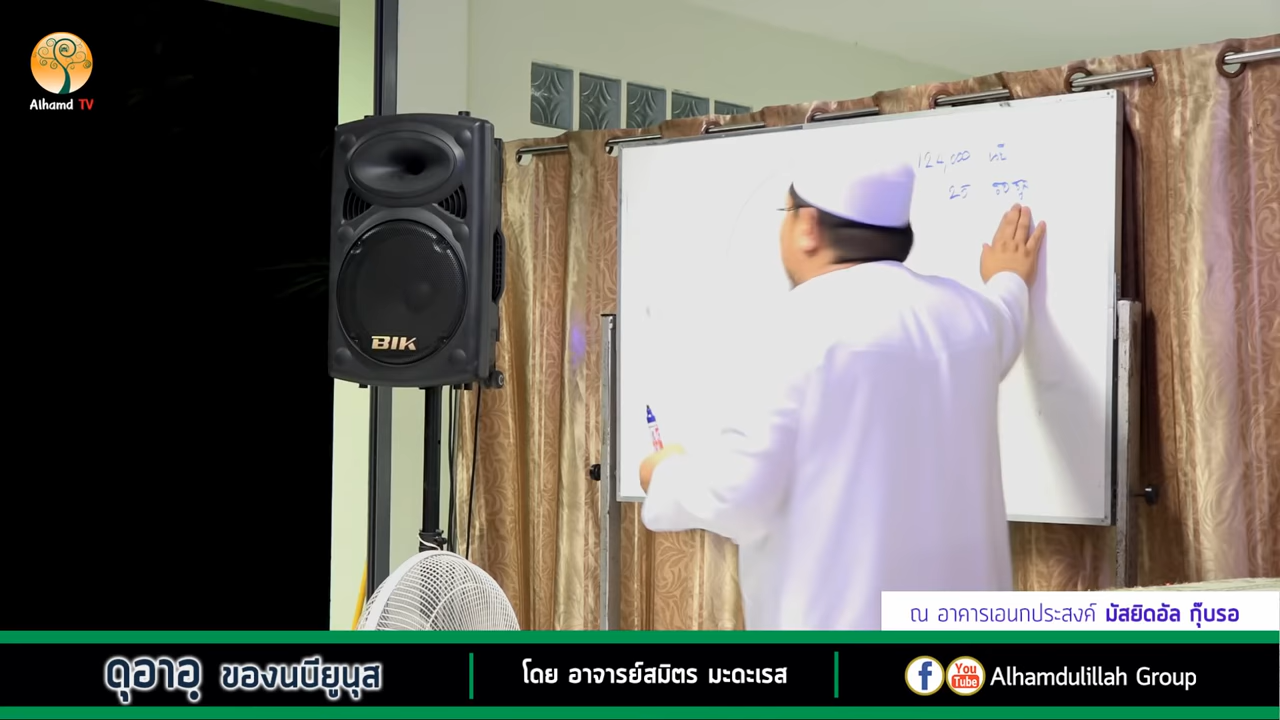 Alhamd TV
124,000
25
BIK
ณ อาคารเอนกประสงค์ มัสยิดอัล กุ๊บรอ
ดุอาอฺ ของนบียูนุส
โดย อาจารย์สมิตร มะดะเรส
f You Tube Alhamdulillah Group